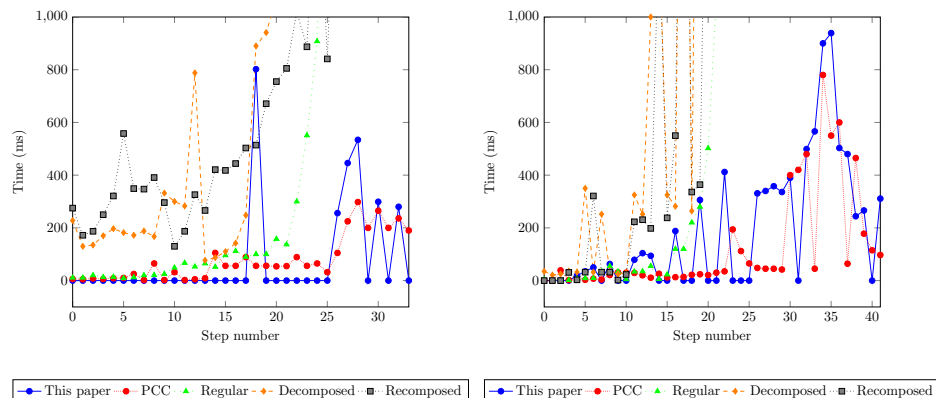 1,000
800
600
400
200
0
Time (ms)
0 5 10 15 20 25 30
Step number
This paper PCC Regular Decomposed Recomposed
1,000
800
600
400
200
0
Time (ms)
0 5 10 15 20 25 30 35 40
Step number
This paper PCC Regular Decomposed Recomposed